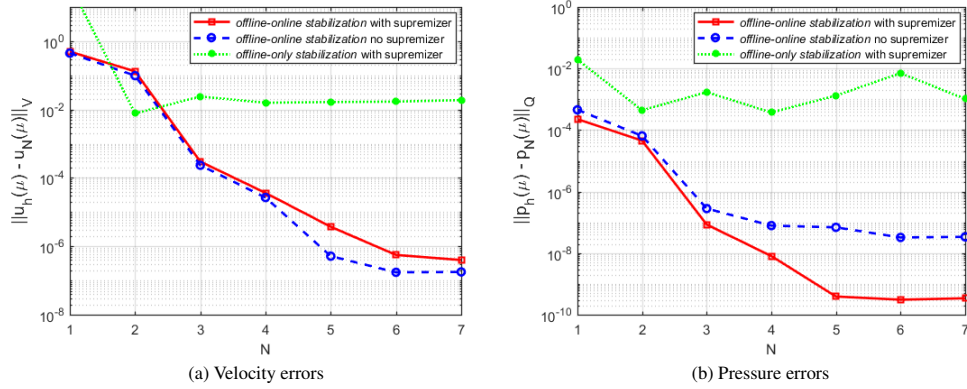 offline-online stabilization with supremizer
offline-online stabilization no supremizer
offline-only stabilization with supremizer
10^0
10^-2
10^-4
10^-6
10^-8
||u_h(μ) - u_N(μ)||_V
1 2 3 4 5 6 7
N
(a) Velocity errors
offline-online stabilization with supremizer
offline-online stabilization no supremizer
offline-only stabilization with supremizer
10^0
10^-2
10^-4
10^-6
10^-8
10^-10
||p_h(μ) - p_N(μ)||_Q
1 2 3 4 5 6 7
N
(b) Pressure errors